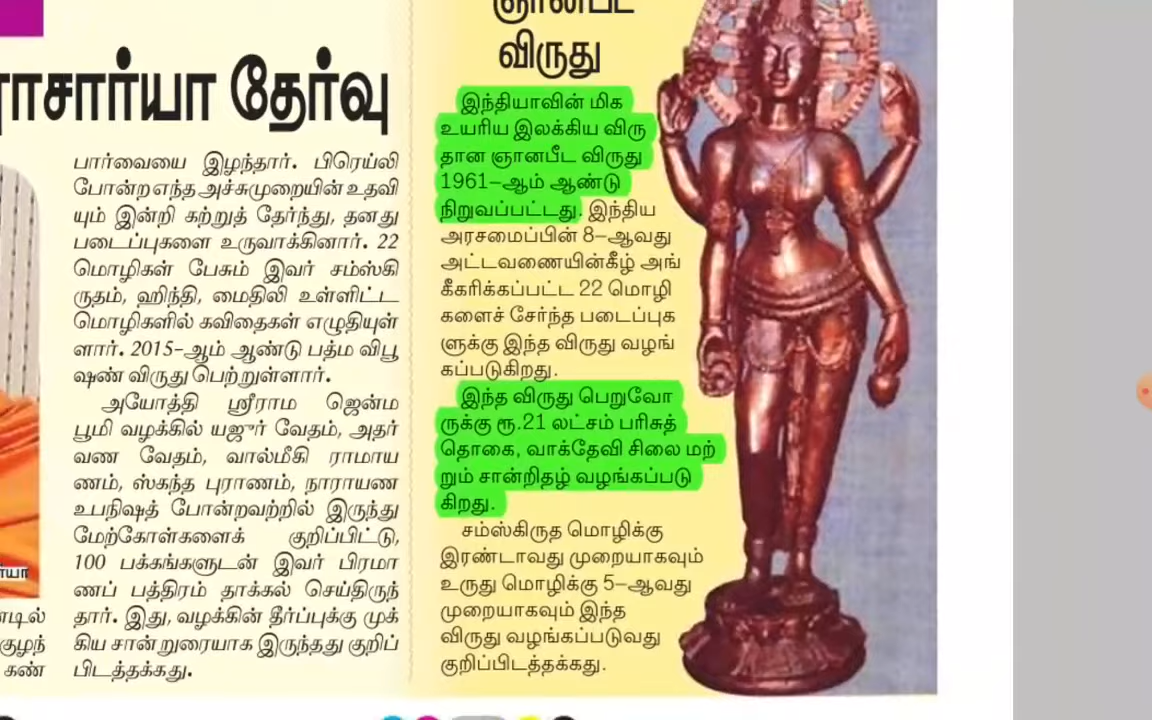 ராசார்யா தேர்வு
பார்வையை இழந்தார். பிரெய்லி
போன்ற எந்த அச்சுமுறையின் உதவி
யும் இன்றி கற்றுத் தேர்ந்து, தனது
படைப்புகளை உருவாக்கினார். 22
மொழிகள் பேசும் இவர் சம்ஸ்கி
ருதம், ஹிந்தி, மைதிலி உள்ளிட்ட
மொழிகளில் கவிதைகள் எழுதியுள்
ளார். 2015-ஆம் ஆண்டு பத்ம விபூ
ஷண் விருது பெற்றுள்ளார்.
அயோத்தி ஸ்ரீராம ஜென்ம
பூமி வழக்கில் யஜுர் வேதம், அதர்
வண வேதம், வால்மீகி ராமாய
ணம், ஸ்கந்த புராணம், நாராயண
உபநிஷத் போன்றவற்றில் இருந்து
மேற்கோள்களைக் குறிப்பிட்டு,
100 பக்கங்களுடன் இவர் பிரமா
ணப் பத்திரம் தாக்கல் செய்திருந்
தார். இது, வழக்கின் தீர்ப்புக்கு முக்
கிய சான்றுரையாக இருந்தது குறிப்
பிடத்தக்கது.
ர்யா
டில்
குழந்
கண்
ஞானபீட
விருது
இந்தியாவின் மிக
உயரிய இலக்கிய விரு
தான ஞானபீட விருது
1961-ஆம் ஆண்டு
நிறுவப்பட்டது. இந்திய
அரசமைப்பின் 8-ஆவது
அட்டவணையின்கீழ் அங்
கீகரிக்கப்பட்ட 22 மொழி
களைச் சேர்ந்த படைப்புக
ளுக்கு இந்த விருது வழங்
கப்படுகிறது.
இந்த விருது பெறுவோ
ருக்கு ரூ.21 லட்சம் பரிசுத்
தொகை, வாக்தேவி சிலை மற்
றும் சான்றிதழ் வழங்கப்படு
கிறது.
சம்ஸ்கிருத மொழிக்கு
இரண்டாவது முறையாகவும்
உருது மொழிக்கு 5-ஆவது
முறையாகவும் இந்த
விருது வழங்கப்படுவது
குறிப்பிடத்தக்கது.